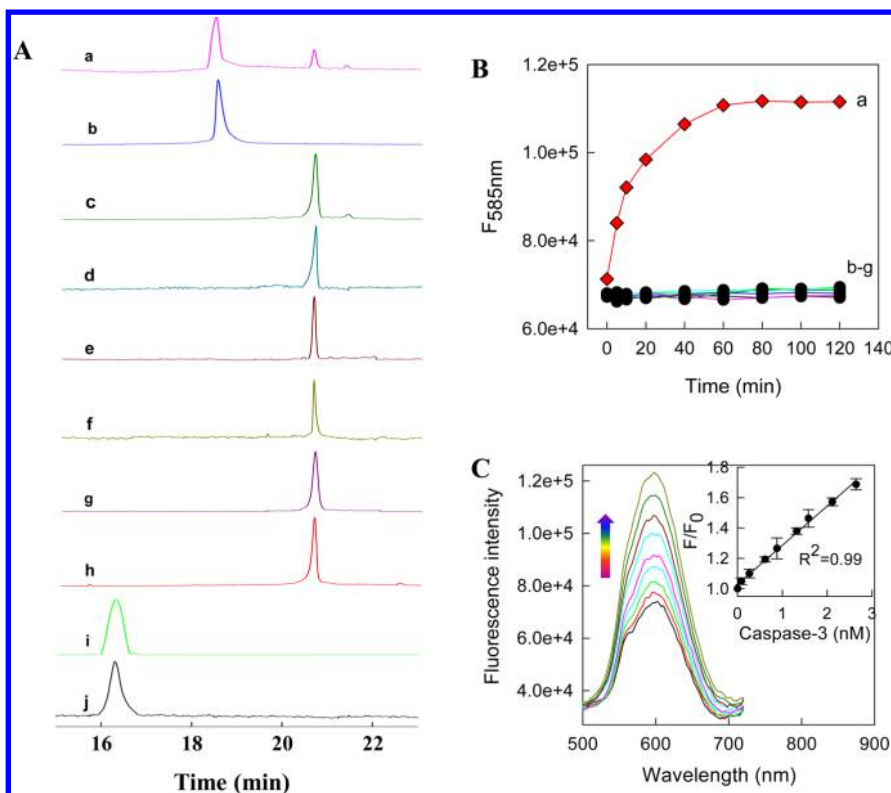 A
a
b
c
d
e
f
g
h
i
j
16 18 20 22
Time (min)
B
1.2e+5
1.0e+5
8.0e+4
6.0e+4
F585nm
a
b-g
0 20 40 60 80 100 120 140
Time (min)
C
1.2e+5
1.0e+5
8.0e+4
6.0e+4
4.0e+4
Fluorescence intensity
500 600 700 800 900
Wavelength (nm)
1.8
1.6
1.4
1.2
1.0
F/F0
R2=0.99
0 1 2 3
Caspase-3 (nM)